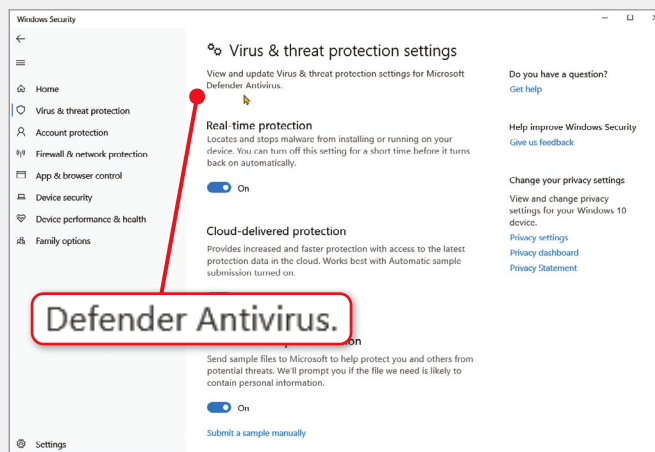 Windows Security
Home
Virus & threat protection
Account protection
Firewall & network protection
App & browser control
Device security
Device performance & health
Family options
Settings
Virus & threat protection settings
View and update Virus & threat protection settings for Microsoft
Defender Antivirus.
Real-time protection
Locates and stops malware from installing or running on your
device. You can turn off this setting for a short time before it turns
back on automatically.
On
Cloud-delivered protection
Provides increased and faster protection with access to the latest
protection data in the cloud. Works best with Automatic sample
submission turned on.
Defender Antivirus.
on
Send sample files to Microsoft to help protect you and others from
potential threats. We'll prompt you if the file we need is likely to
contain personal information.
On
Submit a sample manually
Do you have a question?
Get help
Help improve Windows Security
Give us feedback
Change your privacy settings
View and change privacy
settings for your Windows 10
device.
Privacy settings
Privacy dashboard
Privacy Statement